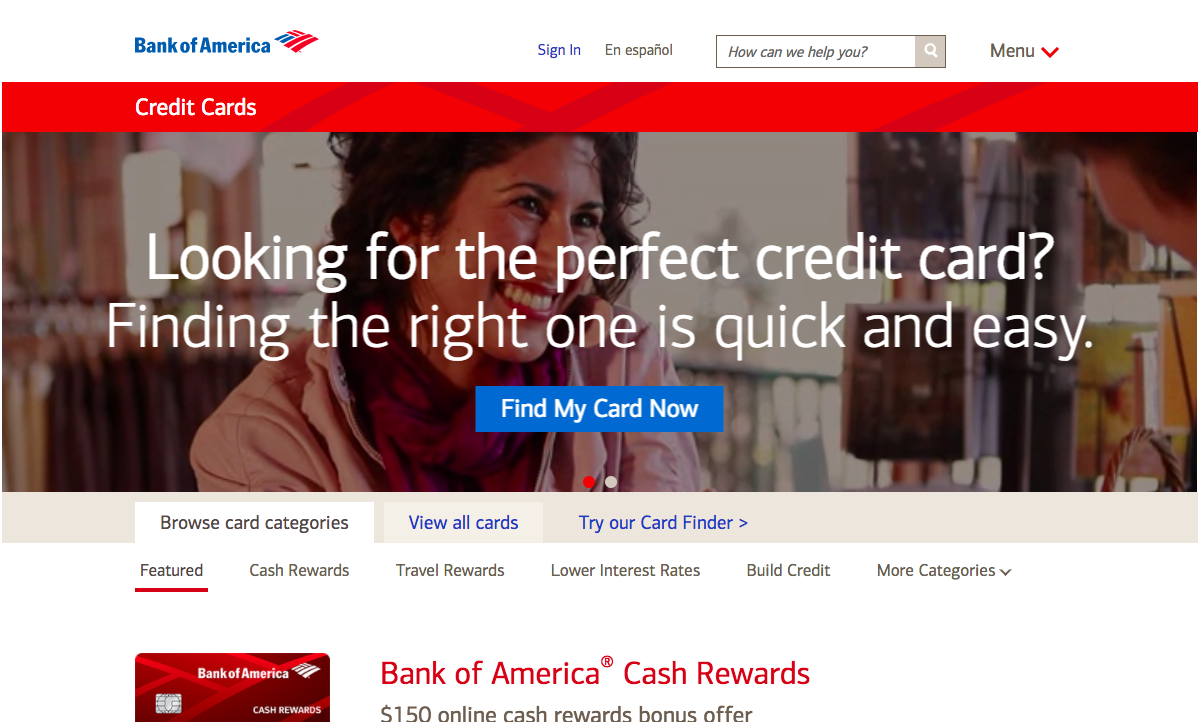 Bank of America
Sign In
En español
How can we help you?
Menu
Credit Cards
Looking for the perfect credit card?
Finding the right one is quick and easy.
Find My Card Now
Browse card categories
View all cards
Try our Card Finder >
Featured
Cash Rewards
Travel Rewards
Lower Interest Rates
Build Credit
More Categories
Bank of America
CASH REWARDS
Bank of America® Cash Rewards
$150 online cash rewards bonus offer